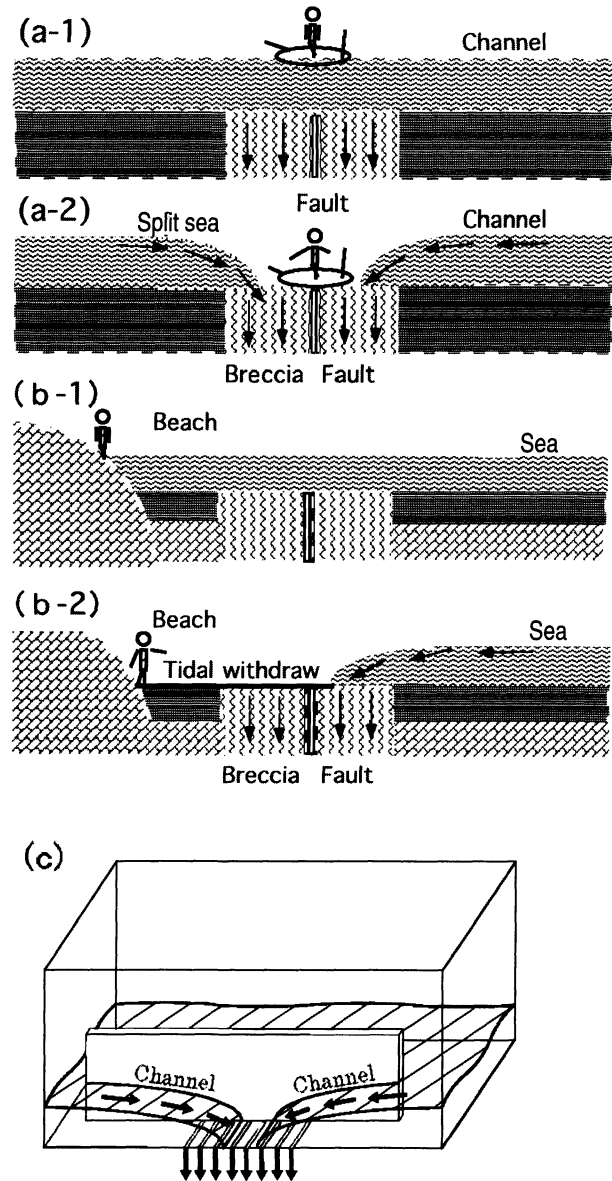 (a-1)
Channel
Fault
(a-2)
Split sea
Channel
Breccia Fault
(b-1)
Beach
Sea
(b-2)
Beach
Sea
Tidal withdraw
Breccia Fault
(c)
Channel Channel